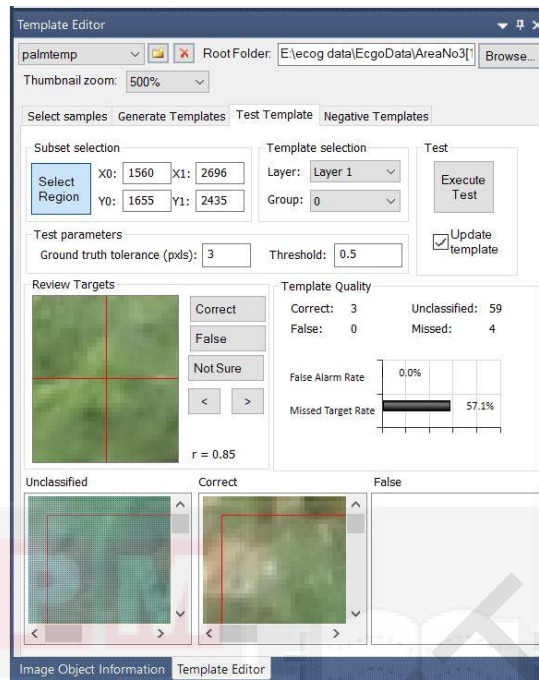 Template Editor
palmtemp Root Folder: E:\ecog data\EcgoData\AreaNo3[1 Browse...
Thumbnail zoom: 500%
Select samples Generate Templates Test Template Negative Templates
Subset selection Template selection Test
Select Region X0: 1560 X1: 2696 Layer: Layer 1 Execute Test
Y0: 1655 Y1: 2435 Group: 0
Update template
Test parameters
Ground truth tolerance (pxls): 3 Threshold: 0.5
Review Targets Template Quality
Correct Correct: 3 Unclassified: 59
False False: 0 Missed: 4
Not Sure
< >
False Alarm Rate 0.0%
Missed Target Rate 57.1%
r = 0.85
Unclassified Correct False
Image Object Information Template Editor